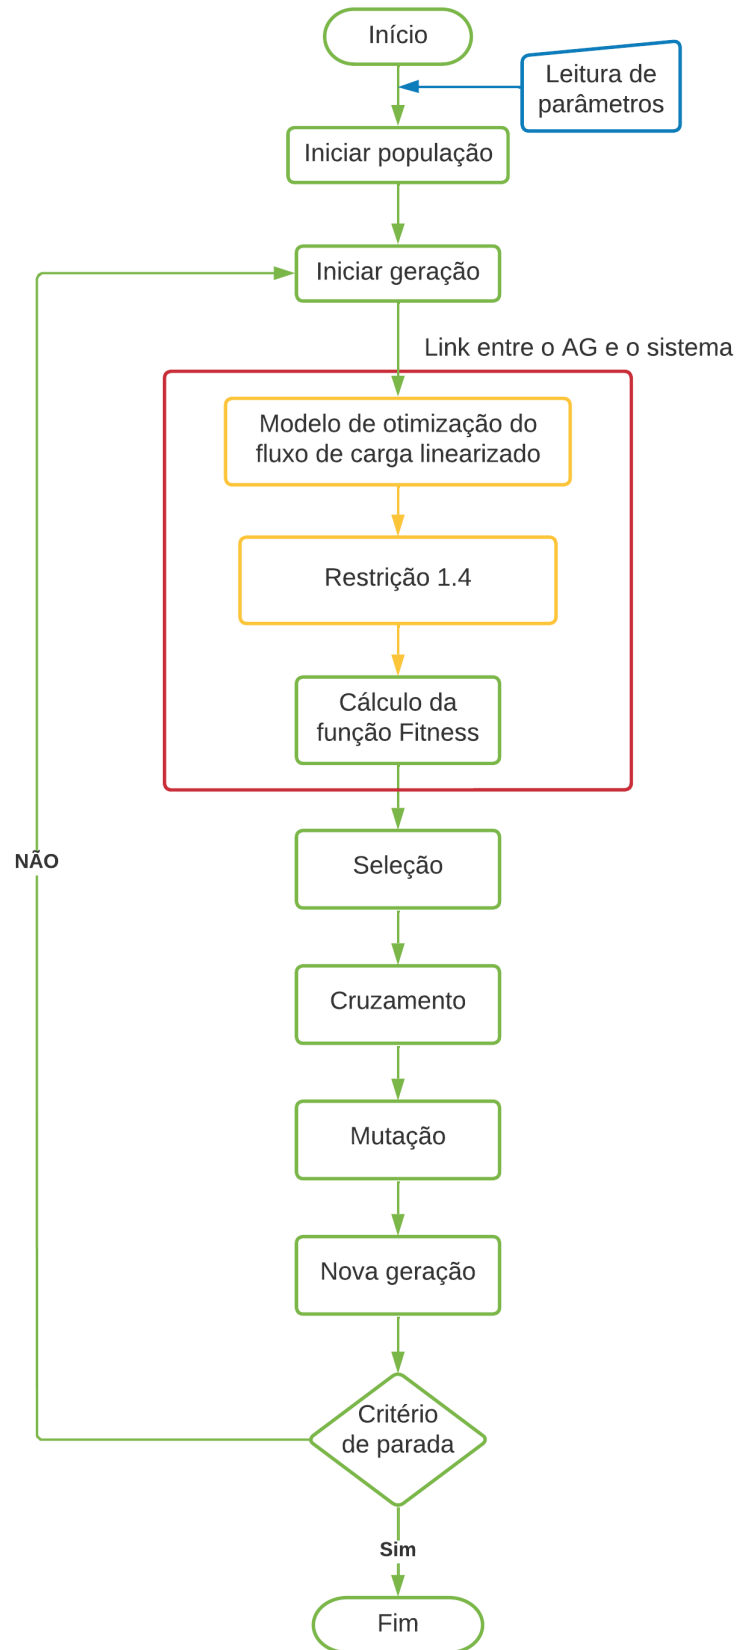 Início
Leitura de
parâmetros
Iniciar população
Iniciar geração
Link entre o AG e o sistema
Modelo de otimização do
fluxo de carga linearizado
Restrição 1.4
Cálculo da
função Fitness
Seleção
NÃO
Cruzamento
Mutação
Nova geração
Critério
de parada
Sim
Fim